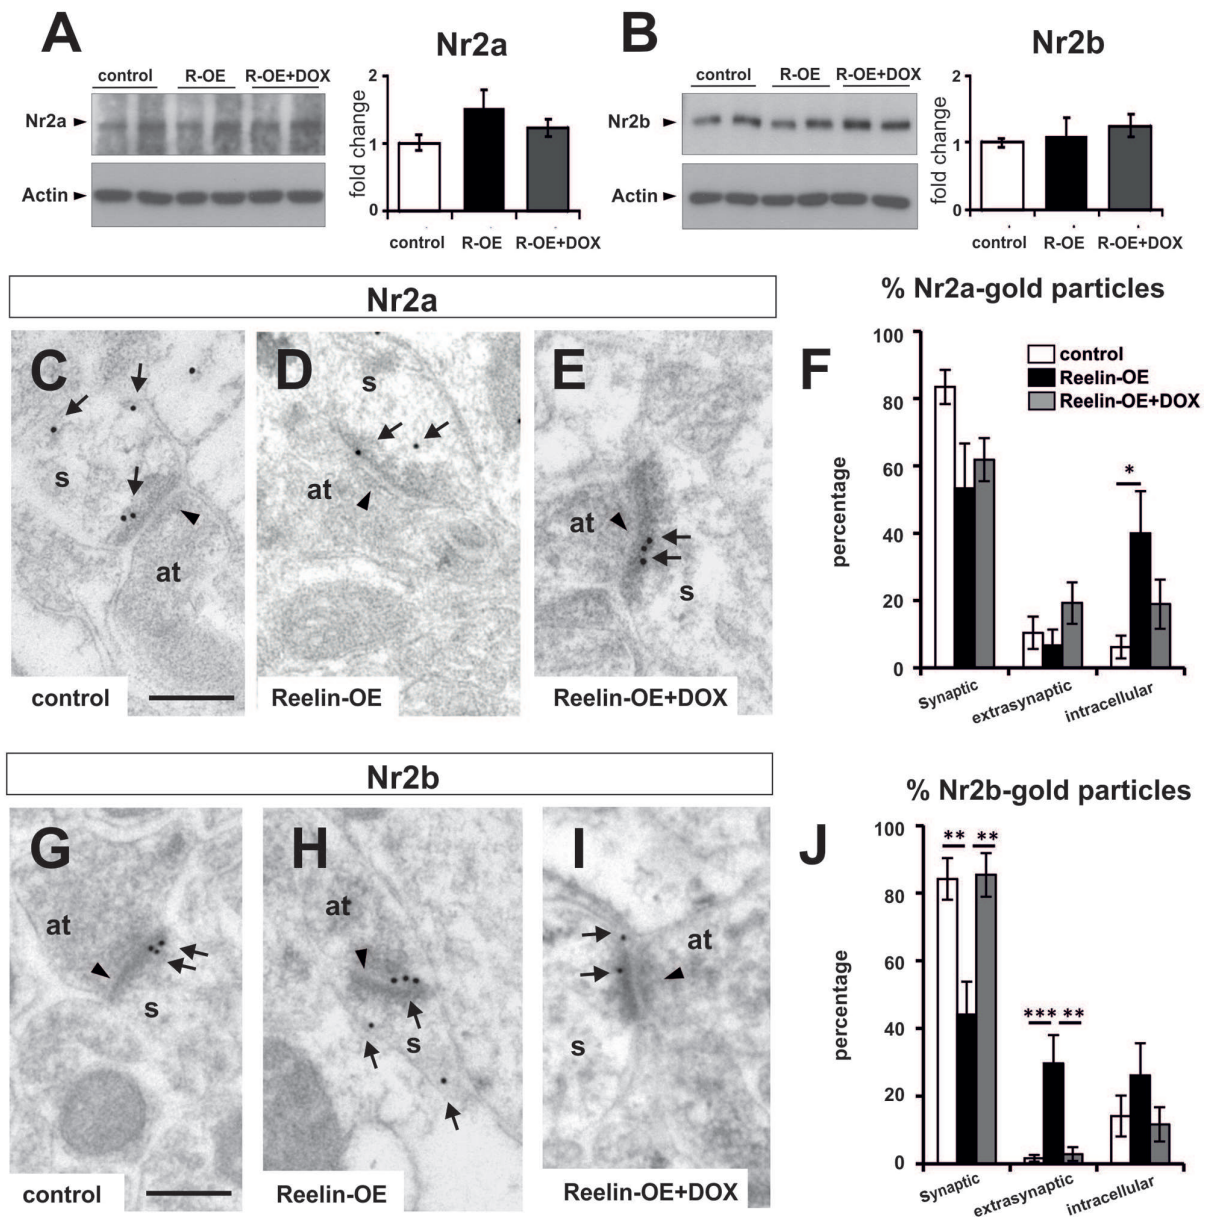 A
Nr2a
control R-OE R-OE+DOX
Nr2a
Actin
fold change
2
1
0
control R-OE R-OE+DOX
B
Nr2b
control R-OE R-OE+DOX
Nr2b
Actin
fold change
2
1
0
control R-OE R-OE+DOX
Nr2a
C
s
at
control
D
s
at
Reelin-OE
E
at
s
Reelin-OE+DOX
% Nr2a-gold particles
F
control
Reelin-OE
Reelin-OE+DOX
percentage
100
80
60
40
20
0
*
synaptic extrasynaptic intracellular
Nr2b
G
at
s
control
H
at
s
Reelin-OE
I
at
s
Reelin-OE+DOX
% Nr2b-gold particles
J
percentage
100
80
60
40
20
0
** **
*** **
synaptic extrasynaptic intracellular